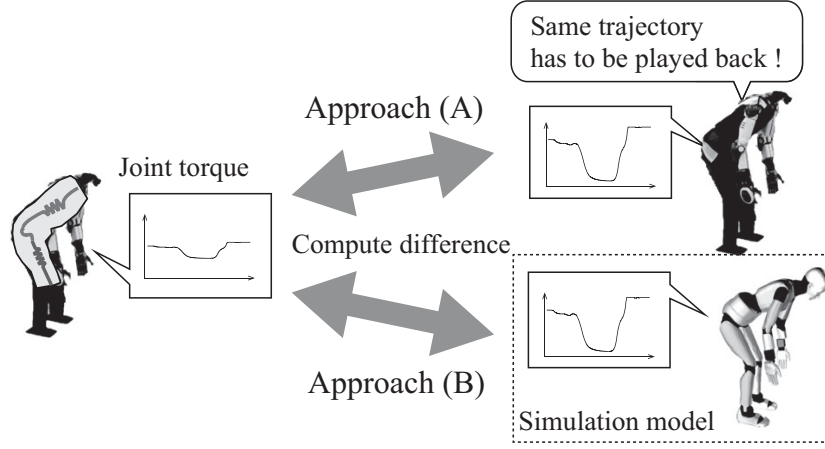 Same trajectory
has to be played back !
Approach (A)
Joint torque
Compute difference
Approach (B)
Simulation model